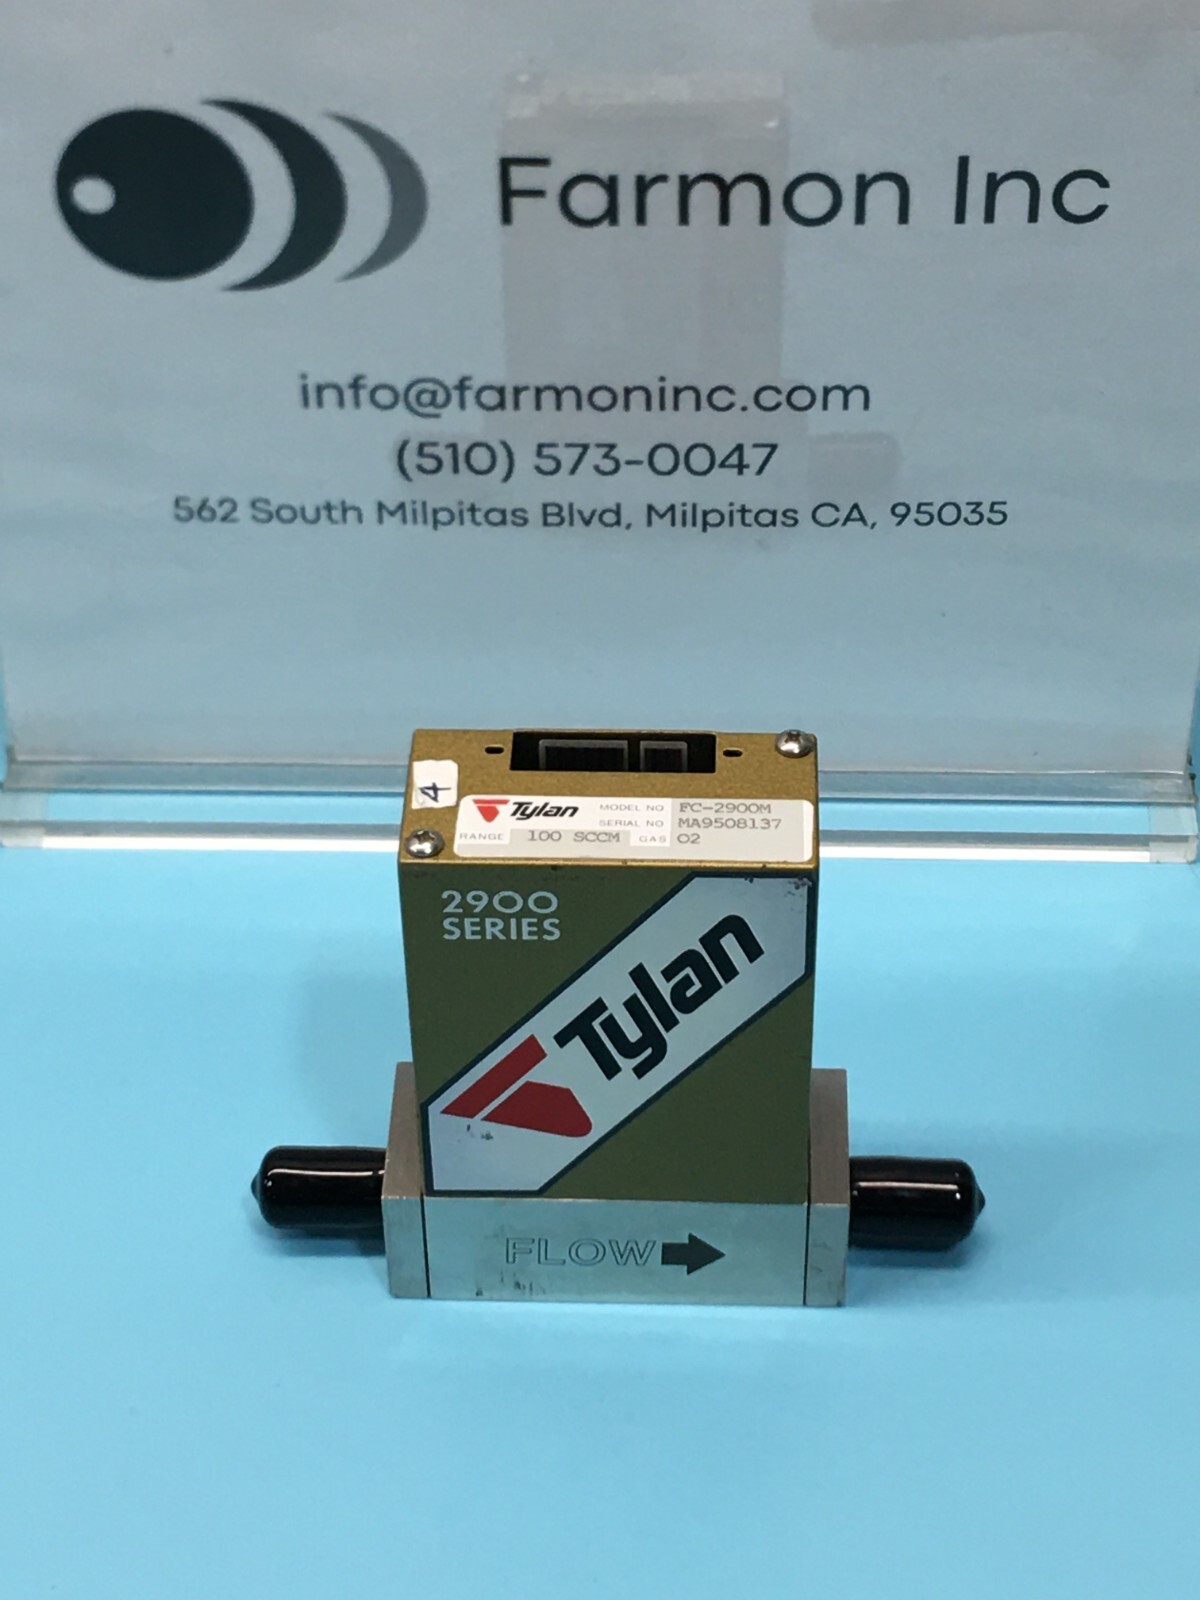 Farmon Inc
info@farmoninc.com
(510) 573-0047
562 South Milpitas Blvd, Milpitas CA, 95035
4
Tylan MODEL NO FC-2900M
SERIAL NO MA9508137
RANGE 100 SCCM GAS O2
2900
SERIES
Tylan
FLOW